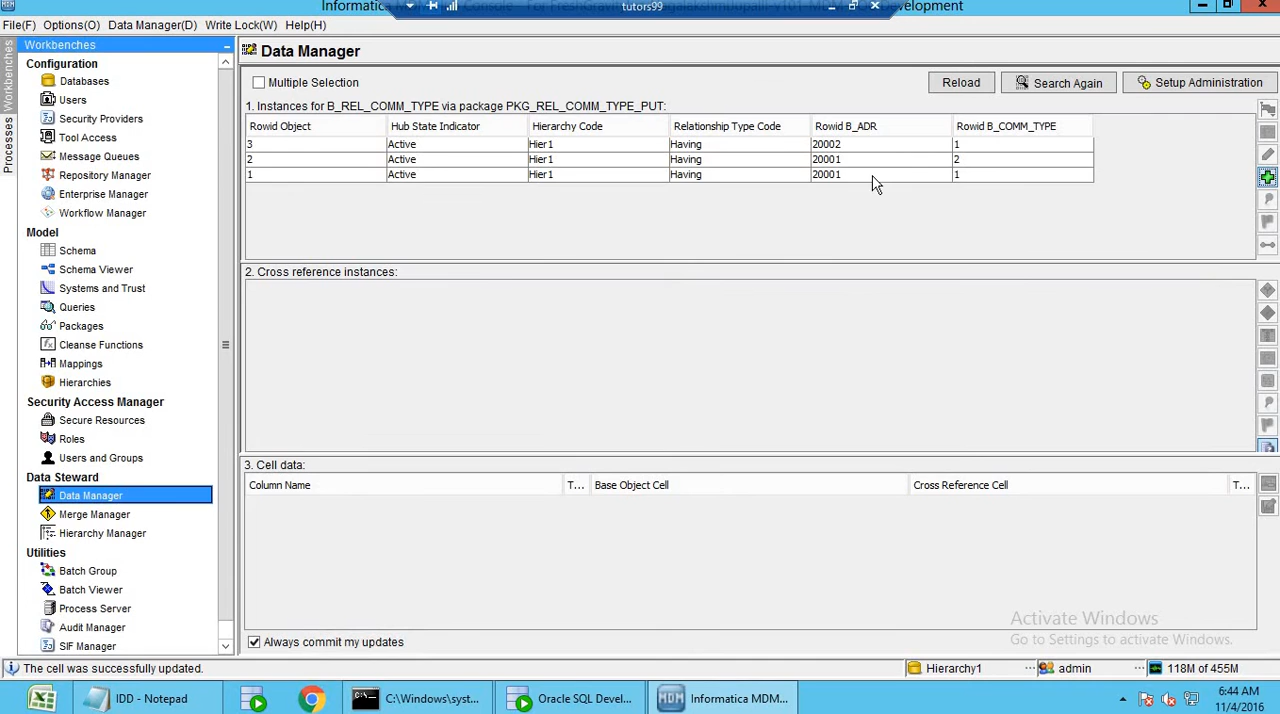 tutors99
Informatica M
Console - For FreshGrav
Development
File(F) Options(O) Data Manager(D) Write Lock(W) Help(H)
Workbenches
Processes
Workbenches
Configuration
Databases
Users
Security Providers
Tool Access
Message Queues
Repository Manager
Enterprise Manager
Workflow Manager
Model
Schema
Schema Viewer
Systems and Trust
Queries
Packages
Cleanse Functions
Mappings
Hierarchies
Security Access Manager
Secure Resources
Roles
Users and Groups
Data Steward
Data Manager
Merge Manager
Hierarchy Manager
Utilities
Batch Group
Batch Viewer
Process Server
Audit Manager
SIF Manager
Data Manager
Multiple Selection
Reload
Search Again
Setup Administration
1. Instances for B_REL_COMM_TYPE via package PKG_REL_COMM_TYPE_PUT:
Rowid Object Hub State Indicator Hierarchy Code Relationship Type Code Rowid B_ADR Rowid B_COMM_TYPE
3 Active Hier1 Having 20002 1
2 Active Hier1 Having 20001 2
1 Active Hier1 Having 20001 1
2. Cross reference instances:
3. Cell data:
Column Name T... Base Object Cell Cross Reference Cell T...
Activate Windows
Go to Settings to activate Windows.
Always commit my updates
The cell was successfully updated.
Hierarchy1 ... admin ... 118M of 455M
IDD - Notepad
C:\Windows\syst...
Oracle SQL Devel...
MDM
Informatica MDM...
6:44 AM
11/4/2016